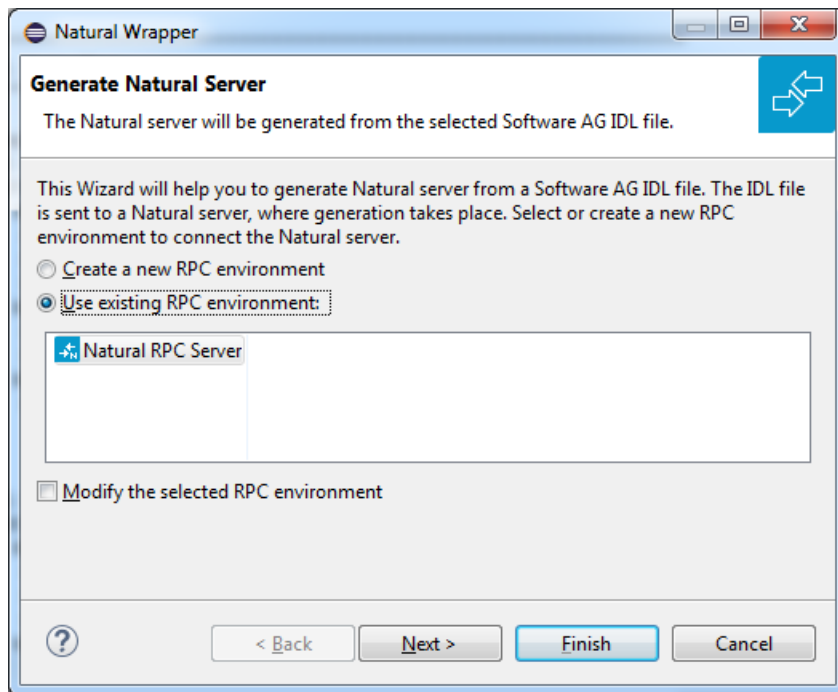 Natural Wrapper
Generate Natural Server
The Natural server will be generated from the selected Software AG IDL file.
This Wizard will help you to generate Natural server from a Software AG IDL file. The IDL file
is sent to a Natural server, where generation takes place. Select or create a new RPC
environment to connect the Natural server.
Create a new RPC environment
Use existing RPC environment:
Natural RPC Server
Modify the selected RPC environment
? < Back Next > Finish Cancel